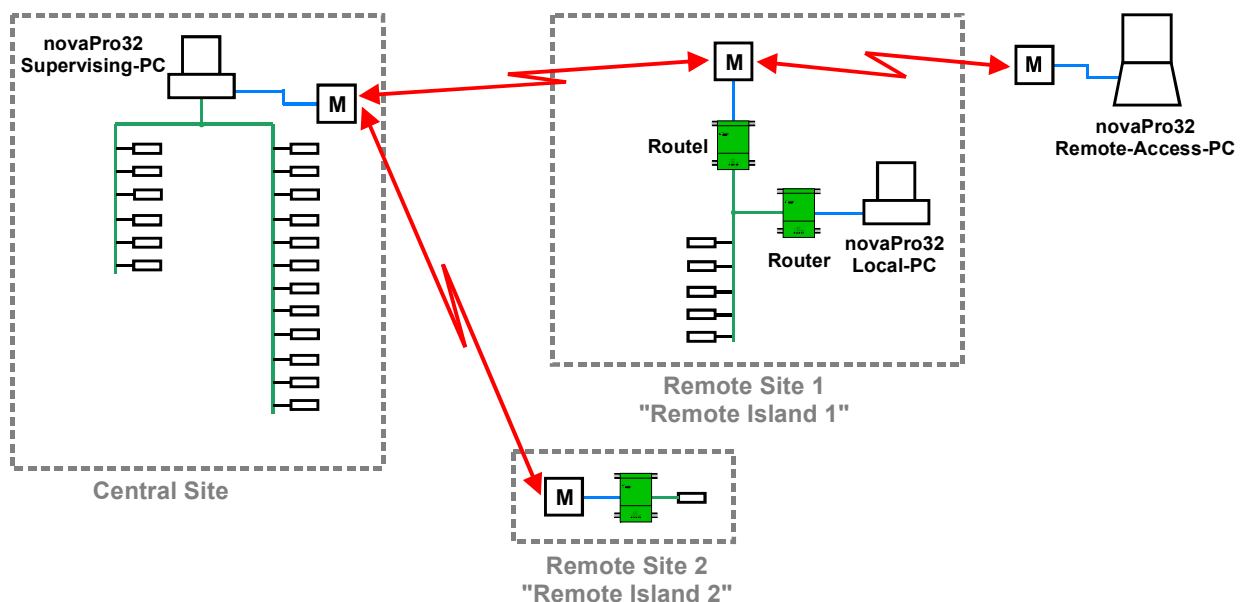 novaPro32
Supervising-PC
M
Central Site
M
Routel
Router
novaPro32
Local-PC
Remote Site 1
"Remote Island 1"
M
novaPro32
Remote-Access-PC
M
Remote Site 2
"Remote Island 2"